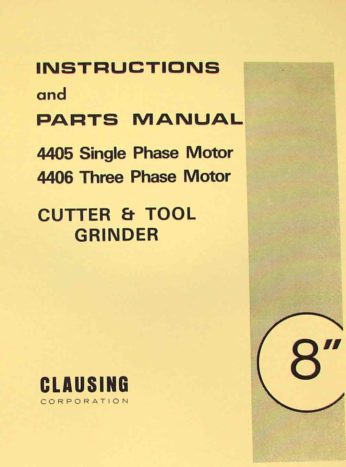 INSTRUCTIONS
and
PARTS MANUAL
4405 Single Phase Motor
4406 Three Phase Motor
CUTTER & TOOL
GRINDER
8"
CLAUSING
CORPORATION